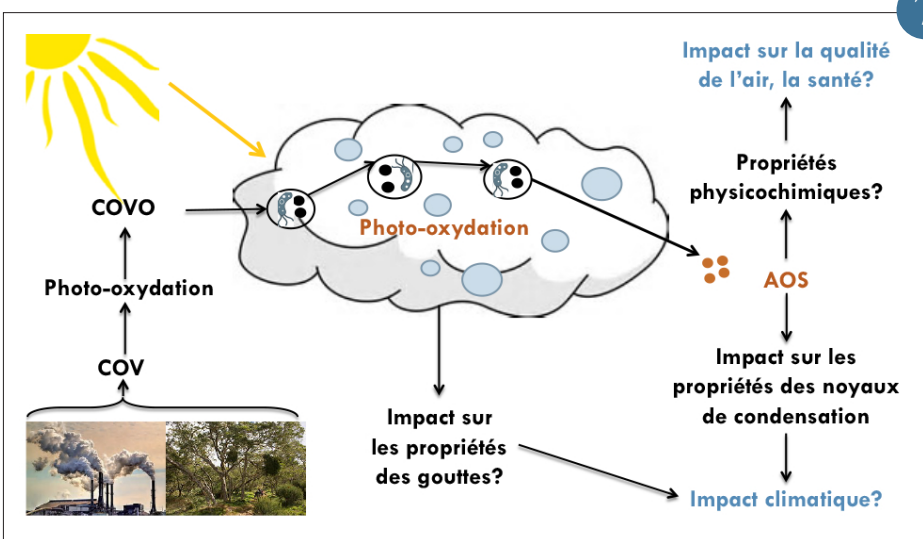 Impact sur la qualité
de l'air, la santé?
Propriétés
physicochimiques?
COVO
Photo-oxydation
Photo-oxydation
AOS
COV
Impact sur les
propriétés des noyaux
de condensation
Impact sur
les propriétés
des gouttes?
Impact climatique?